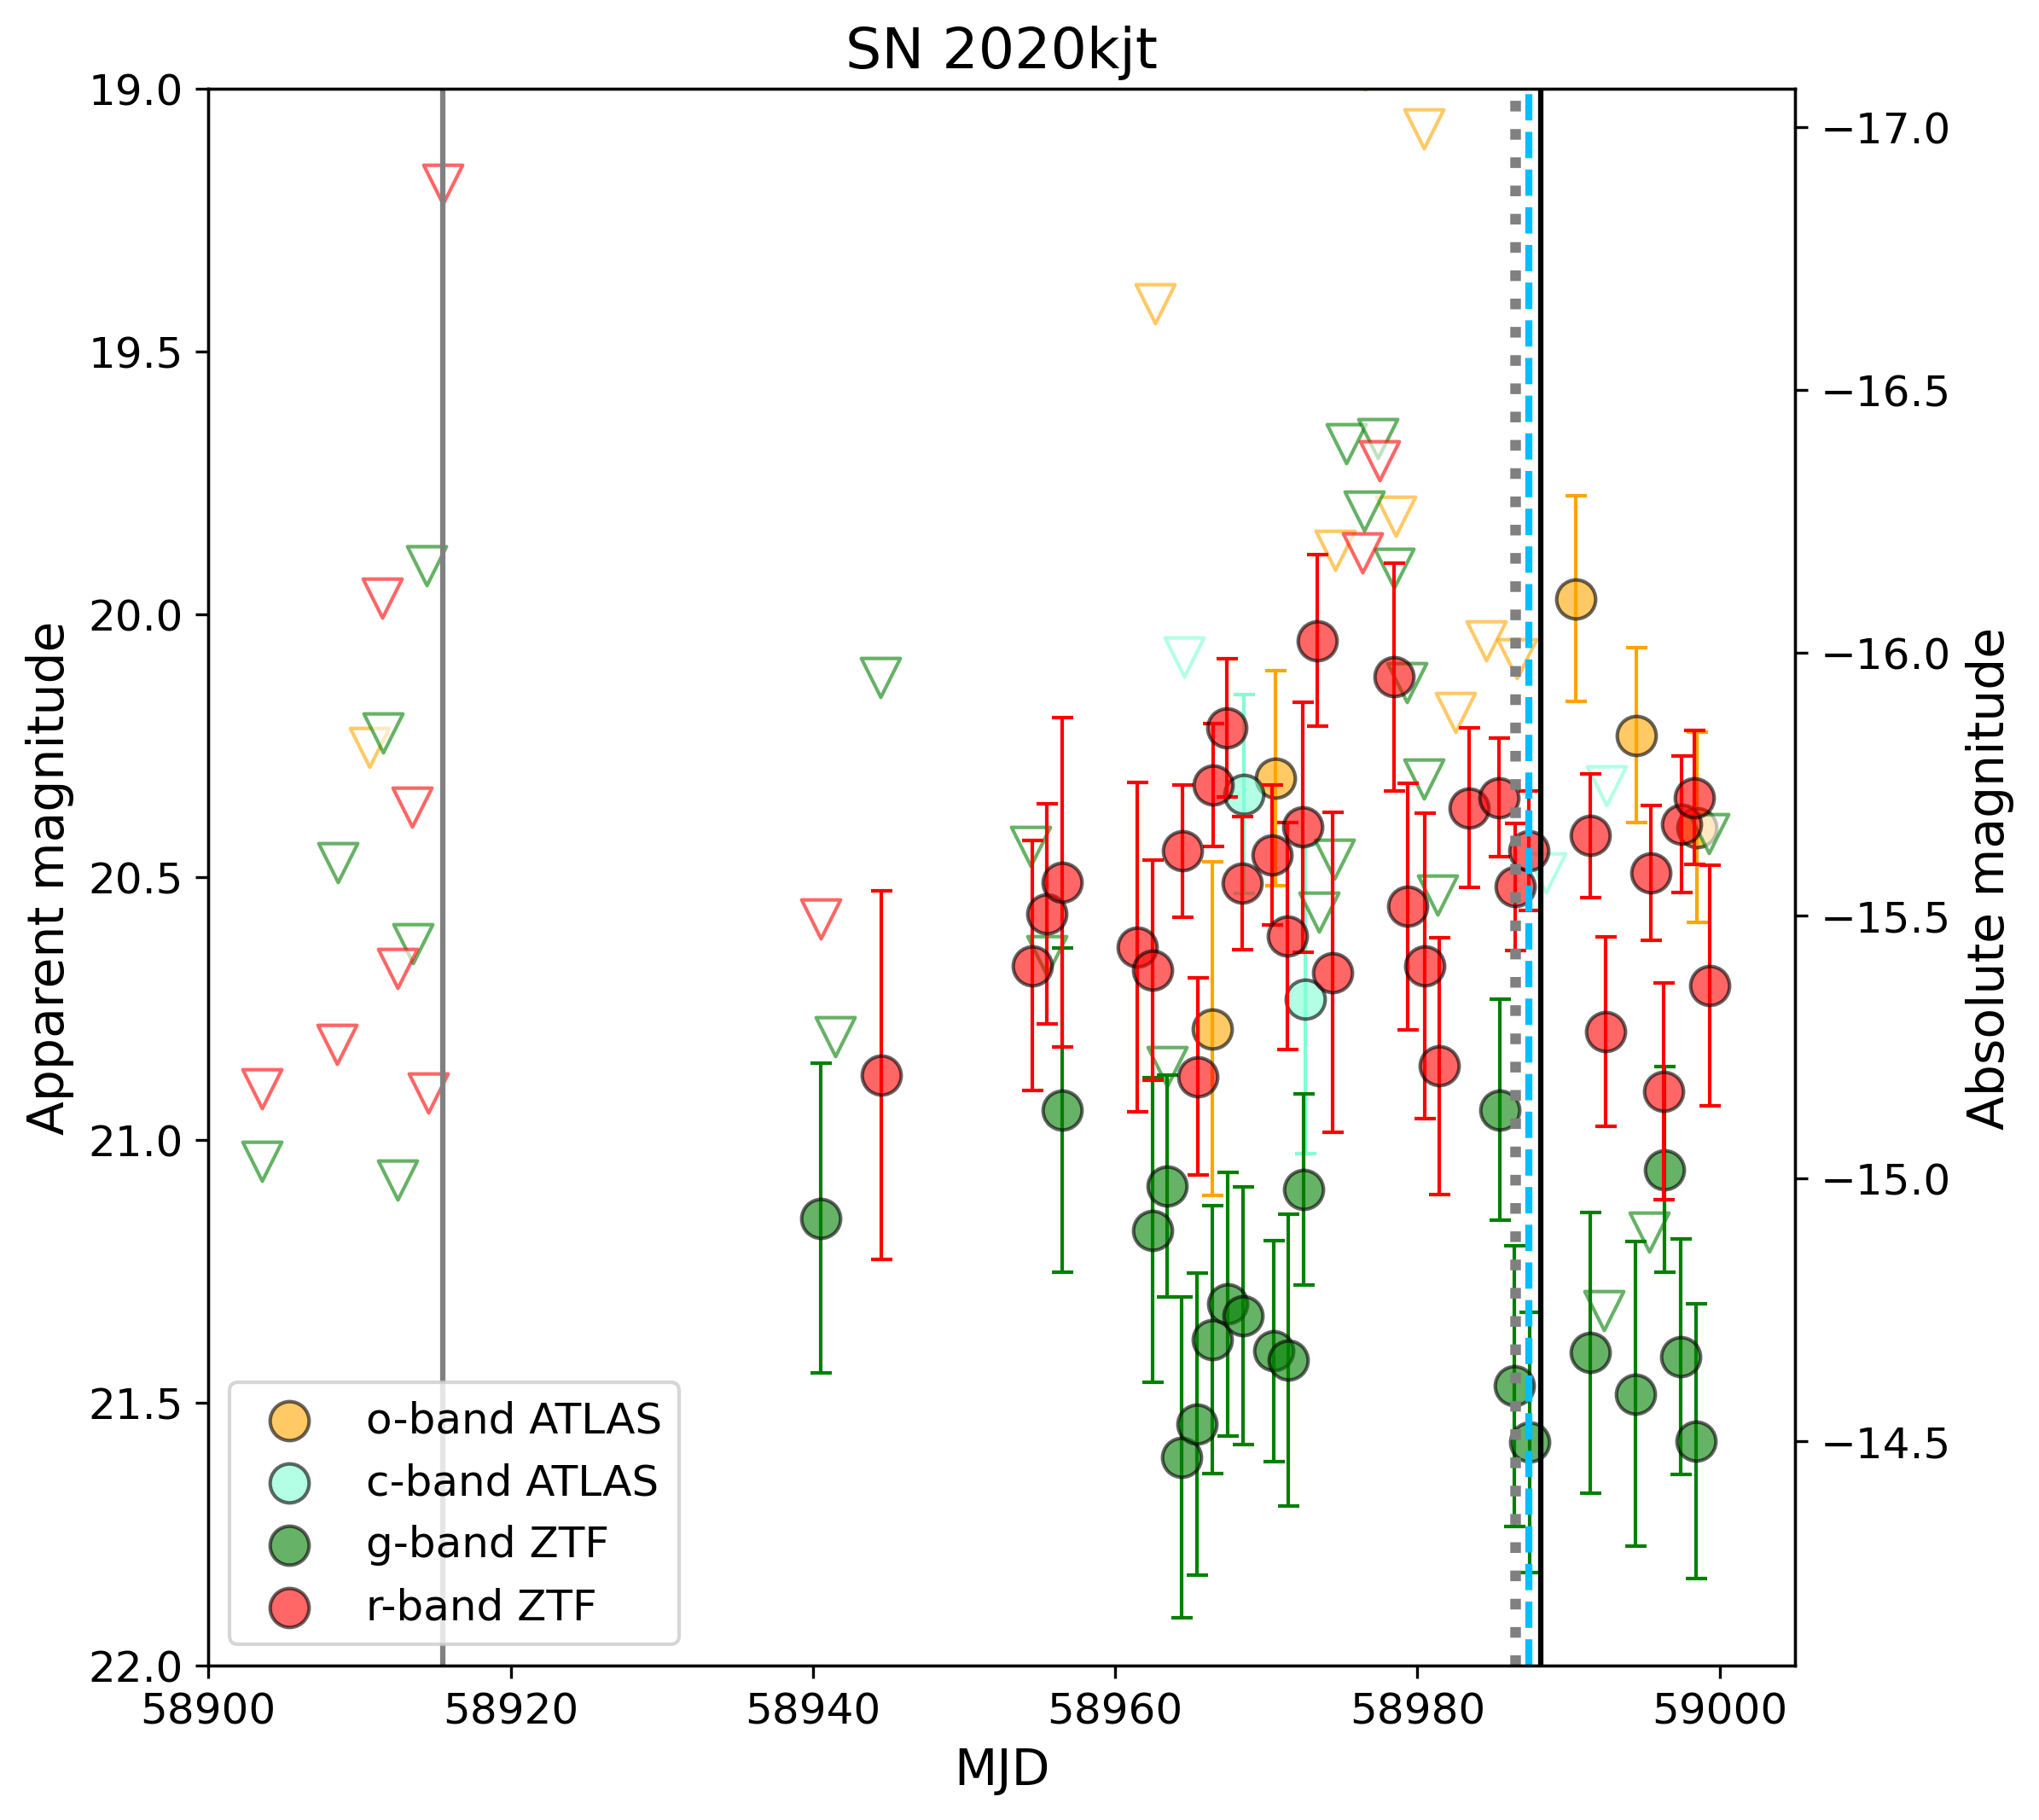 SN 2020kjt
19.0
19.5
20.0
20.5
21.0
21.5
22.0
Apparent magnitude
−17.0
−16.5
−16.0
−15.5
−15.0
−14.5
Absolute magnitude
o-band ATLAS
c-band ATLAS
g-band ZTF
r-band ZTF
58900 58920 58940 58960 58980 59000
MJD